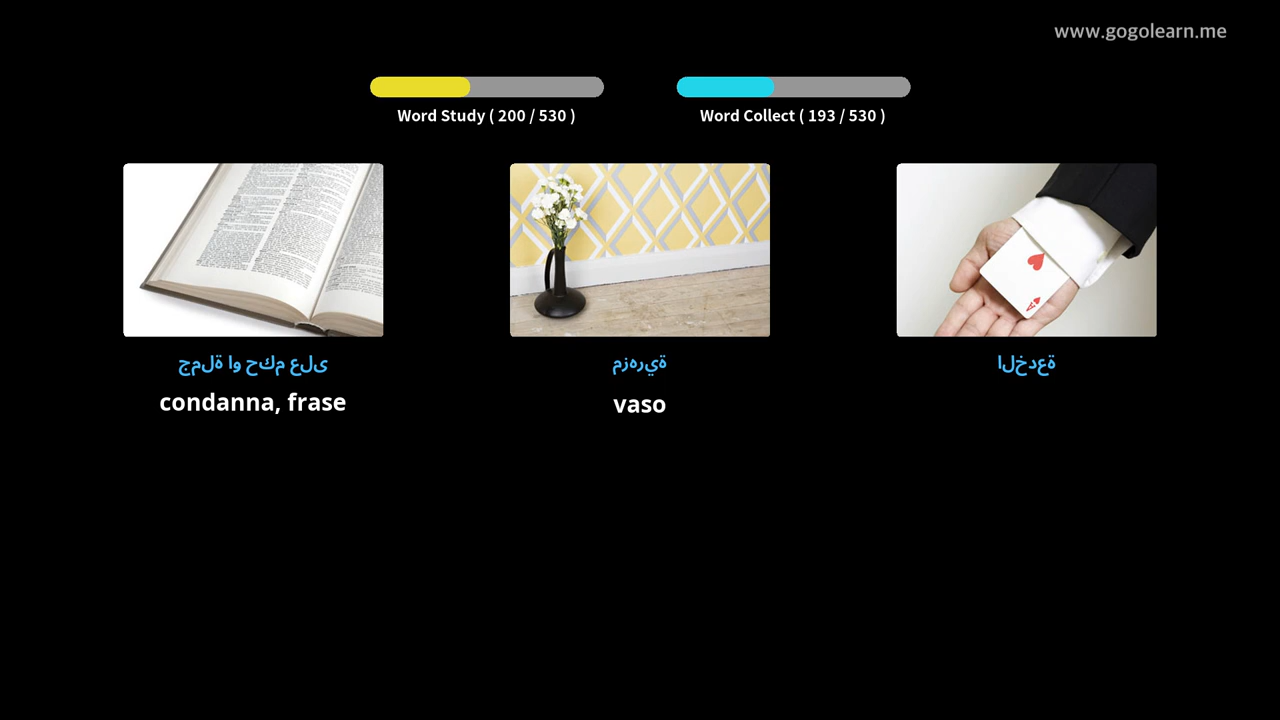 www.gogolearn.me
Word Study ( 200 / 530 )
Word Collect ( 193 / 530 )
جملة او حكم على
condanna, frase
مزهرية
vaso
الخدعة